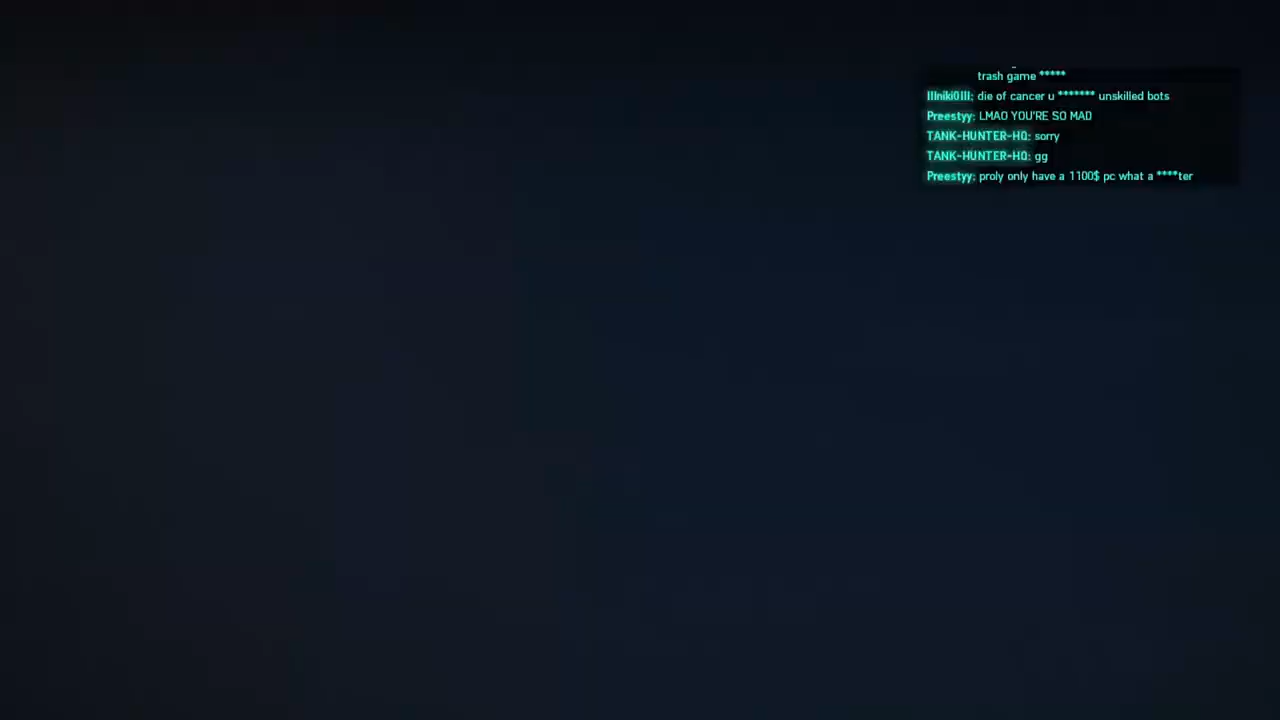 trash game *****
IIIniki0III: die of cancer u ******* unskilled bots
Preestyy: LMAO YOU'RE SO MAD
TANK-HUNTER-HQ: sorry
TANK-HUNTER-HQ: gg
Preestyy: proly only have a 1100$ pc what a ****ter